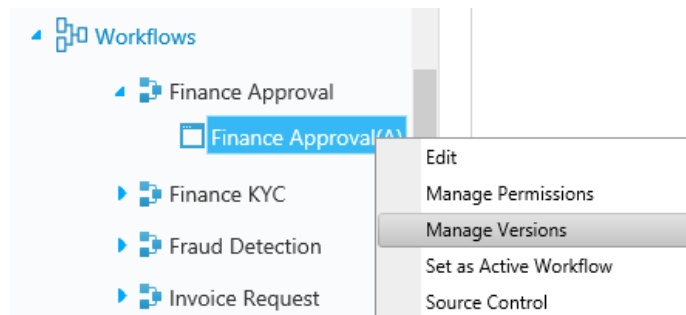 Workflows
Finance Approval
Finance Approval(A)
Edit
Manage Permissions
Finance KYC
Manage Versions
Fraud Detection
Set as Active Workflow
Invoice Request
Source Control